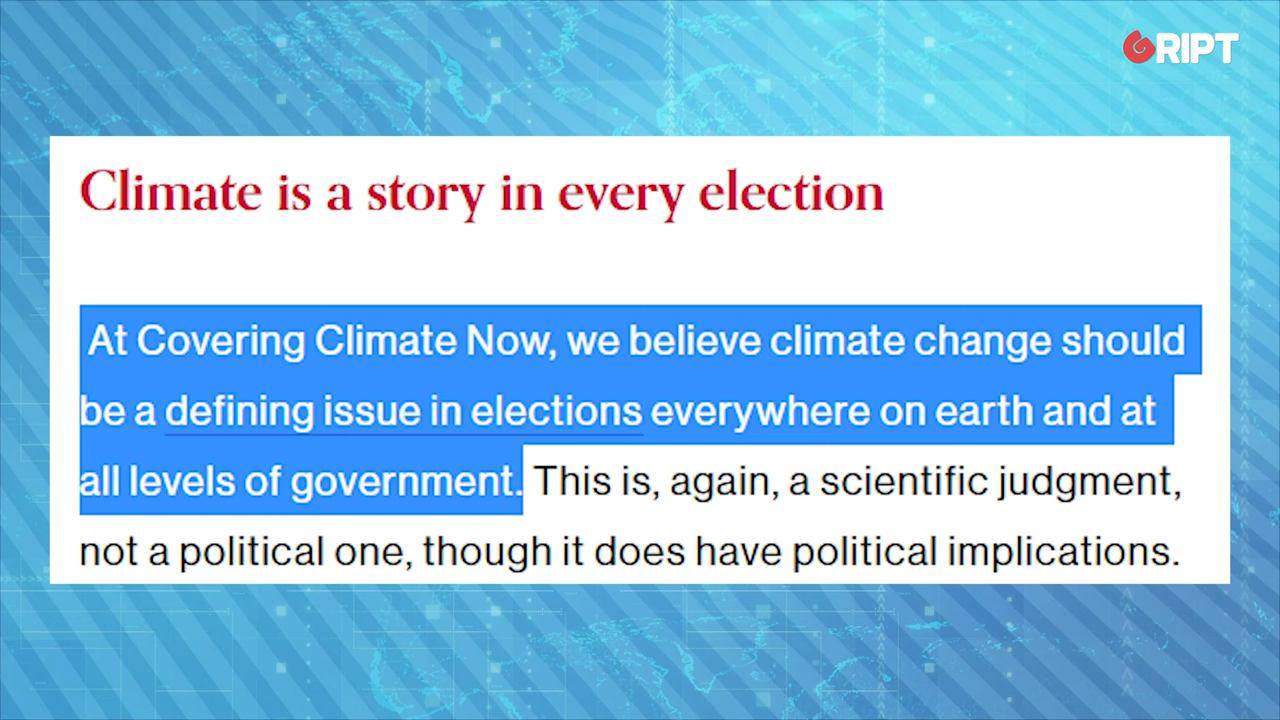 GRIPT
Climate is a story in every election
At Covering Climate Now, we believe climate change should
be a defining issue in elections everywhere on earth and at
all levels of government. This is, again, a scientific judgment,
not a political one, though it does have political implications.